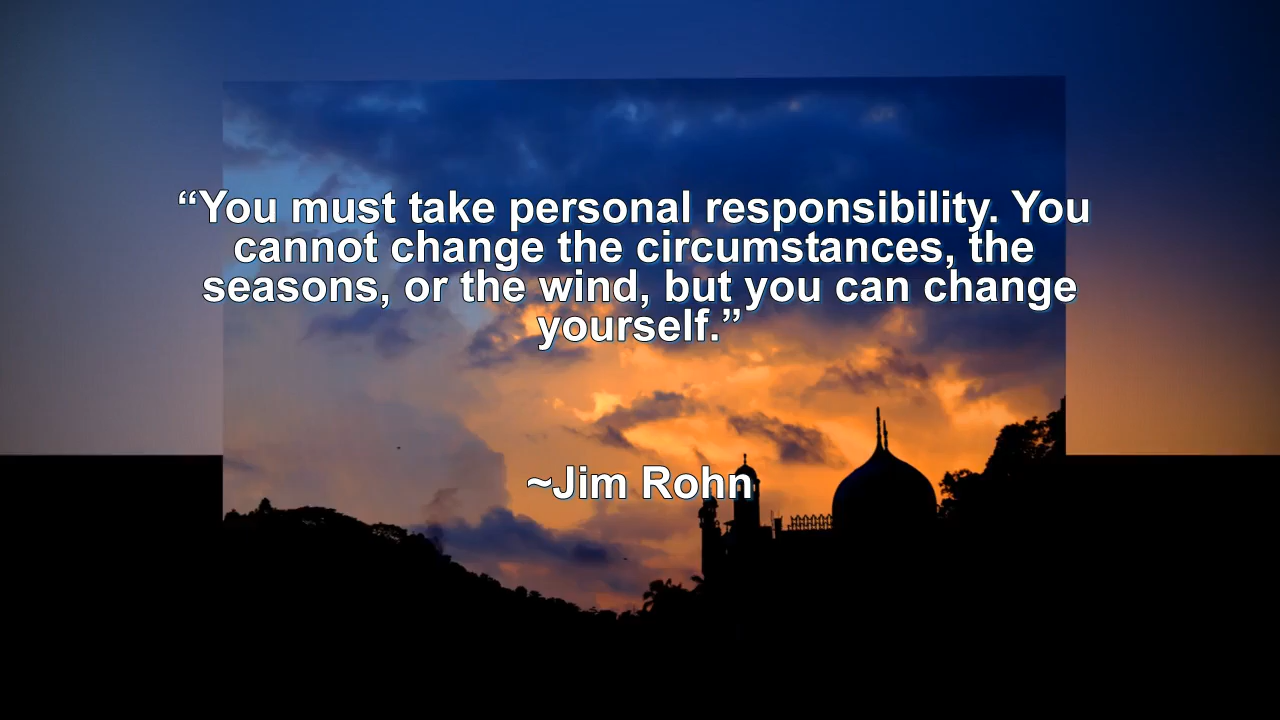 “You must take personal responsibility. You
cannot change the circumstances, the
seasons, or the wind, but you can change
yourself.”
~Jim Rohn